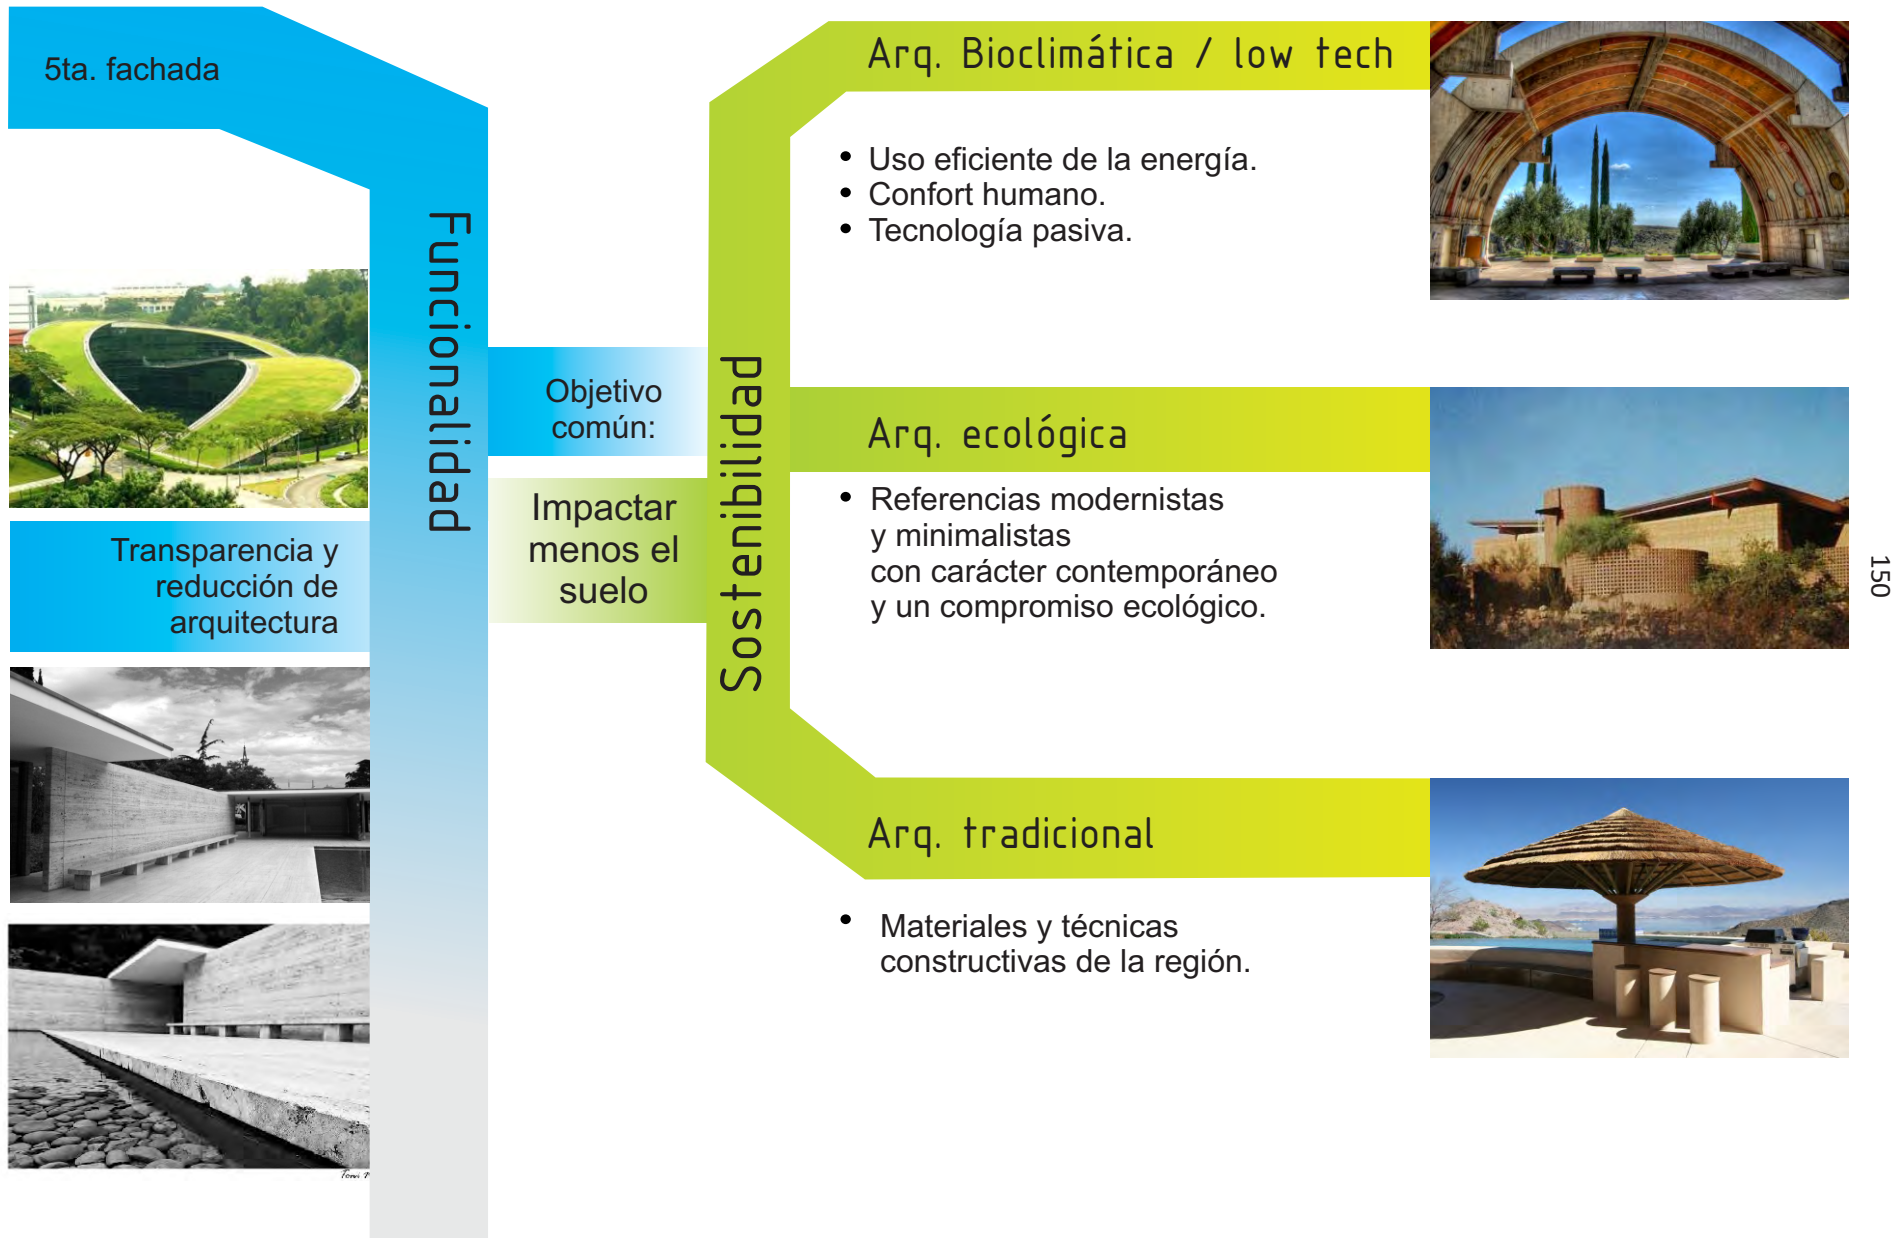 5ta. fachada
Funcionalidad
Transparencia y
reducción de
arquitectura
Objetivo
común:
Impactar
menos el
suelo
Sostenibilidad
Arq. Bioclimática / low tech
• Uso eficiente de la energía.
• Confort humano.
• Tecnología pasiva.
Arq. ecológica
• Referencias modernistas
y minimalistas
con carácter contemporáneo
y un compromiso ecológico.
Arq. tradicional
• Materiales y técnicas
constructivas de la región.
150